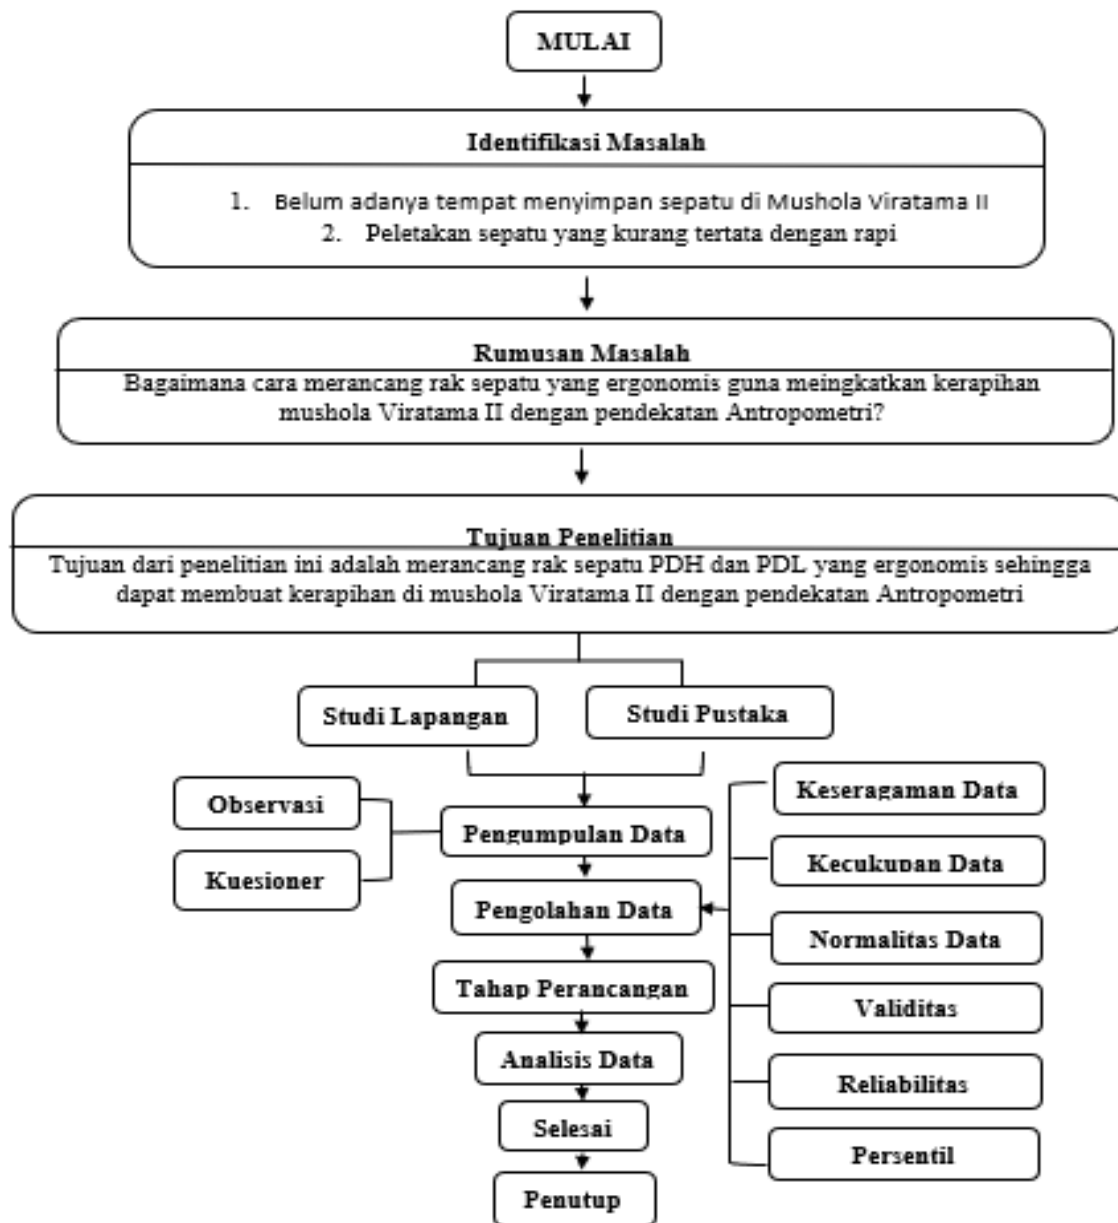 MULAI
Identifikasi Masalah
1. Belum adanya tempat menyimpan sepatu di Mushola Viratama II
2. Peletakan sepatu yang kurang tertata dengan rapi
Rumusan Masalah
Bagaimana cara merancang rak sepatu yang ergonomis guna meingkatkan kerapihan
mushola Viratama II dengan pendekatan Antropometri?
Tujuan Penelitian
Tujuan dari penelitian ini adalah merancang rak sepatu PDH dan PDL yang ergonomis sehingga
dapat membuat kerapihan di mushola Viratama II dengan pendekatan Antropometri
Studi Lapangan
Studi Pustaka
Observasi
Kuesioner
Pengumpulan Data
Pengolahan Data
Keseragaman Data
Kecukupan Data
Normalitas Data
Validitas
Reliabilitas
Persentil
Tahap Perancangan
Analisis Data
Selesai
Penutup